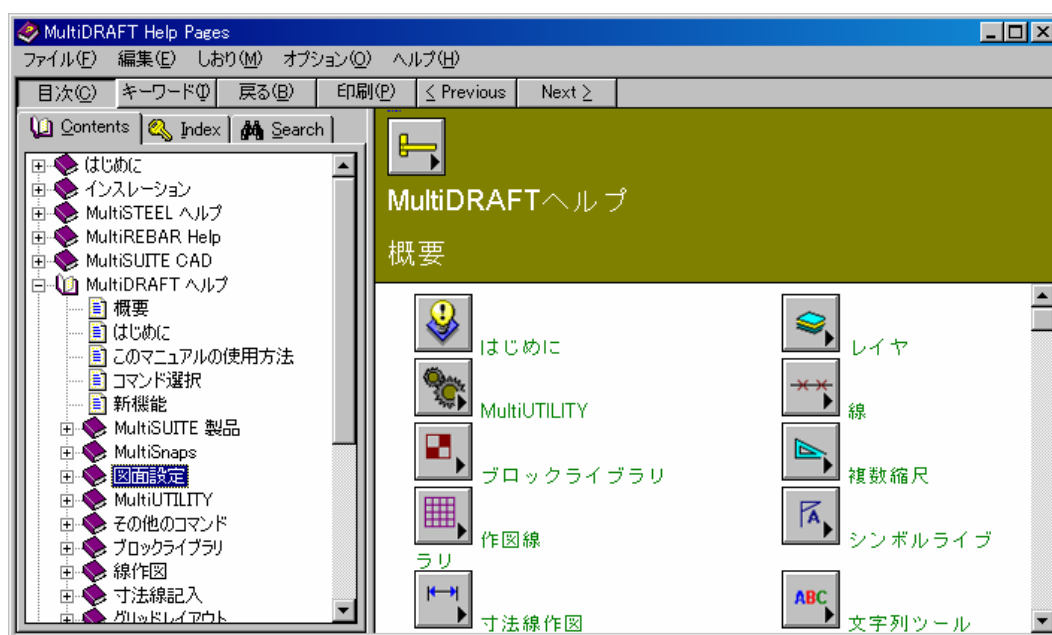 MultiDRAFT Help Pages
ファイル(F) 編集(E) しおり(M) オプション(O) ヘルプ(H)
目次(C) キーワード(I) 戻る(B) 印刷(P) < Previous Next >
Contents Index Search
はじめに
インスレーション
MultiSTEEL ヘルプ
MultiREBAR Help
MultiSUITE CAD
MultiDRAFT ヘルプ
概要
はじめに
このマニュアルの使用方法
コマンド選択
新機能
MultiSUITE 製品
MultiSnaps
図面設定
MultiUTILITY
その他のコマンド
ブロックライブラリ
線作図
寸法線記入
グリッドレイアウト
MultiDRAFTヘルプ
概要
はじめに
レイヤ
MultiUTILITY
線
ブロックライブラリ
複数縮尺
作図線
シンボルライブ
ラリ
寸法線作図
ABC
文字列ツール